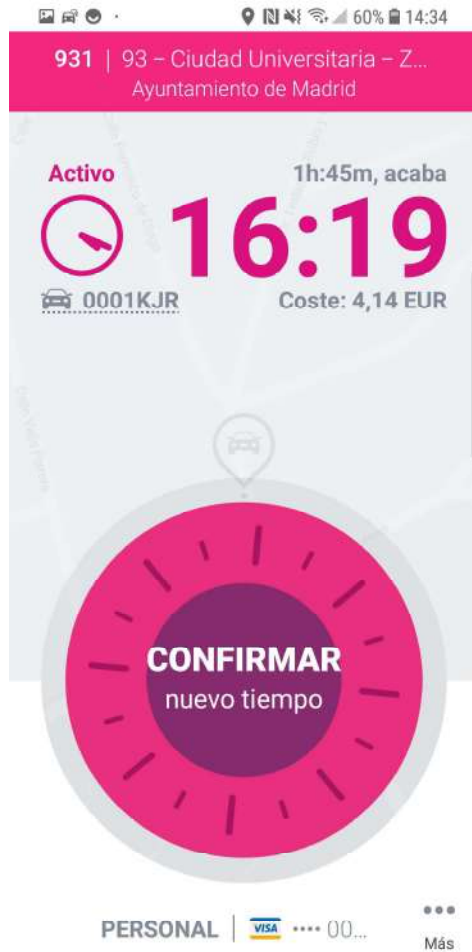 60% 14:34
931 | 93 – Ciudad Universitaria – Z...
Ayuntamiento de Madrid
Activo
1h:45m, acaba
16:19
0001KJR
Coste: 4,14 EUR
CONFIRMAR
nuevo tiempo
PERSONAL | VISA •••• 00...
Más